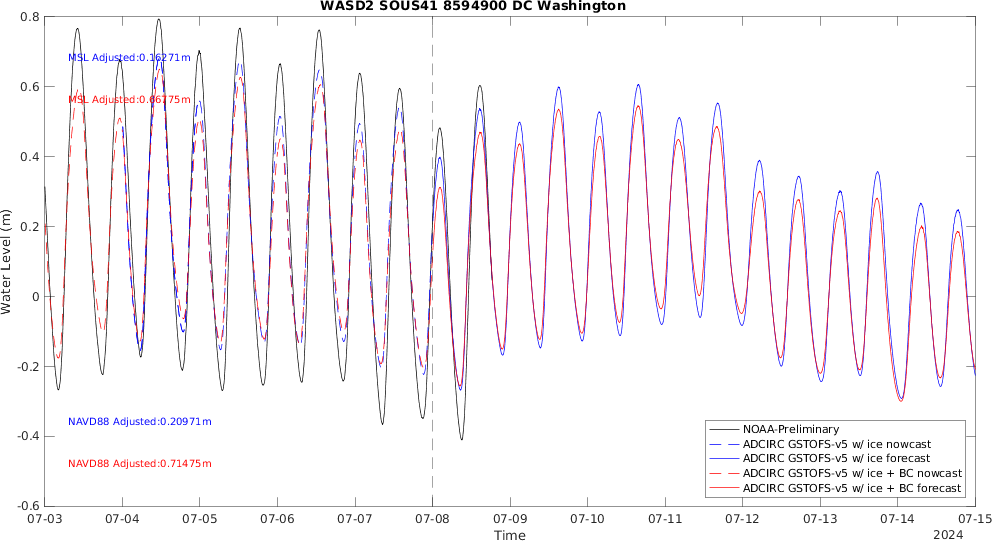 WASD2 SOUS41 8594900 DC Washington
0.8
MSL Adjusted:0.16271m
0.6
MSL Adjusted:0.66775m
0.4
0.2
Water Level (m)
0
-0.2
NAVD88 Adjusted:0.20971m
-0.4
NAVD88 Adjusted:0.71475m
NOAA-Preliminary
ADCIRC GSTOFS-v5 w/ ice nowcast
ADCIRC GSTOFS-v5 w/ ice forecast
ADCIRC GSTOFS-v5 w/ ice + BC nowcast
ADCIRC GSTOFS-v5 w/ ice + BC forecast
-0.6
07-03 07-04 07-05 07-06 07-07 07-08 07-09 07-10 07-11 07-12 07-13 07-14 07-15
Time
2024